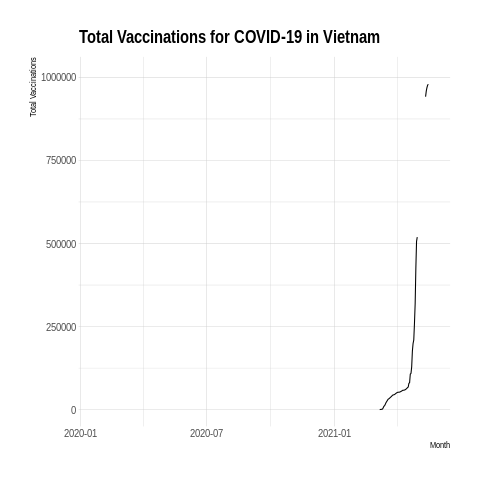 Total Vaccinations for COVID-19 in Vietnam
Total Vaccinations
1000000
750000
500000
250000
0
2020-01 2020-07 2021-01
Month